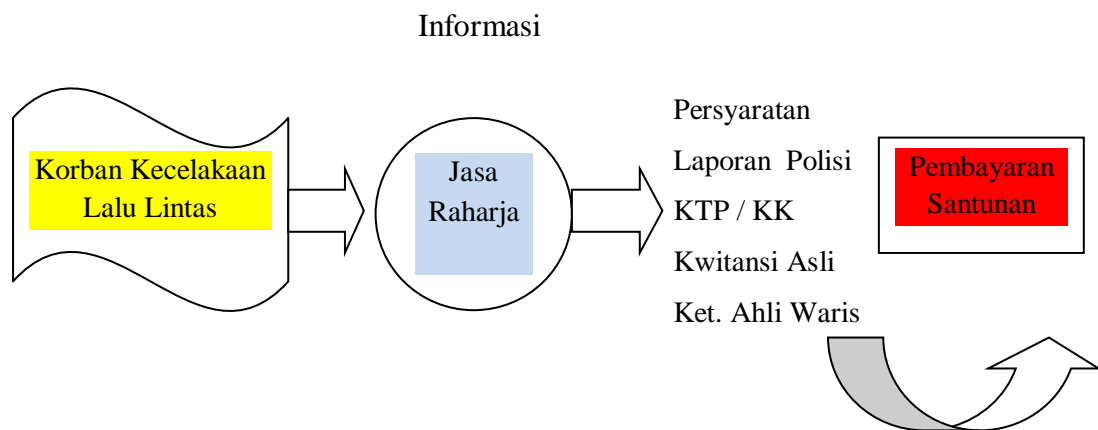 Informasi
Korban Kecelakaan
Lalu Lintas
Jasa
Raharja
Persyaratan
Laporan  Polisi
KTP / KK
Kwitansi Asli
Ket. Ahli Waris
Pembayaran
Santunan